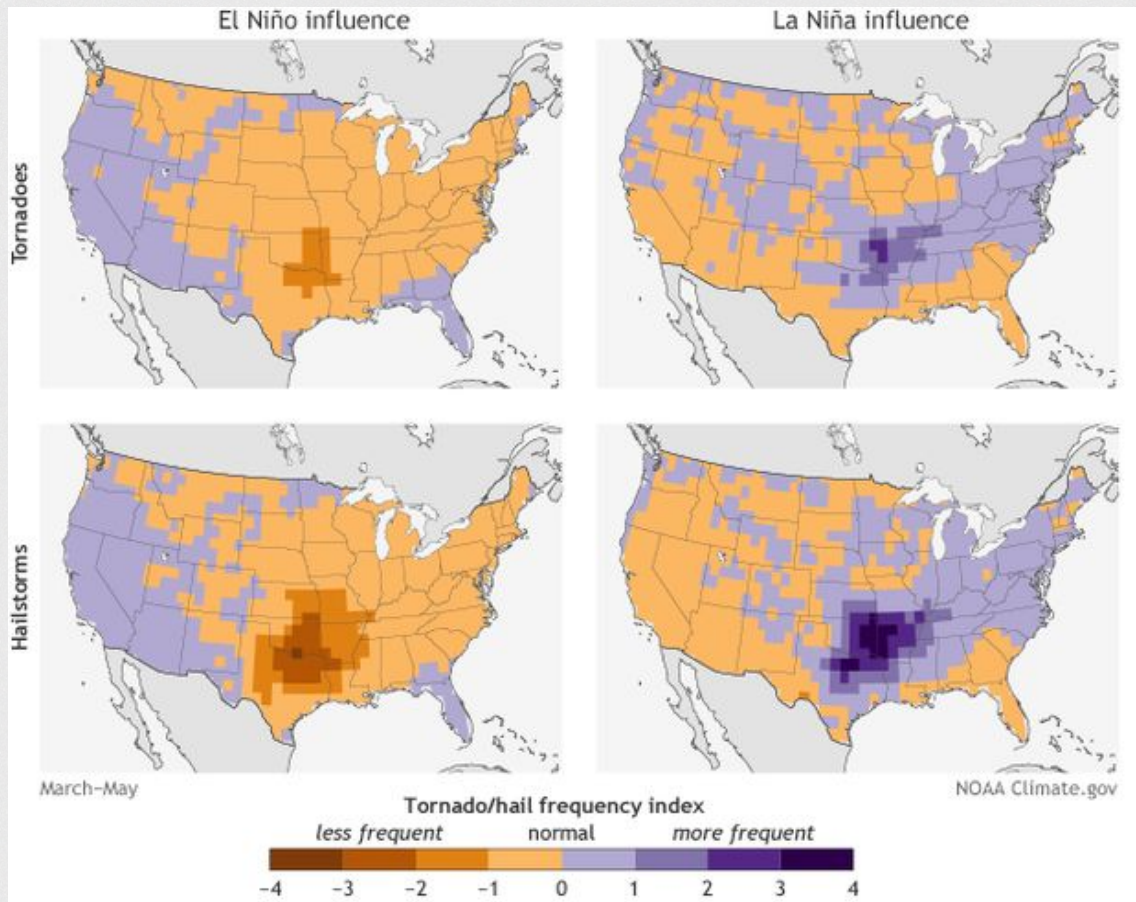 El Niño influence
La Niña influence
Tornadoes
Hailstorms
March–May
NOAA Climate.gov
Tornado/hail frequency index
less frequent normal more frequent
−4 −3 −2 −1 0 1 2 3 4